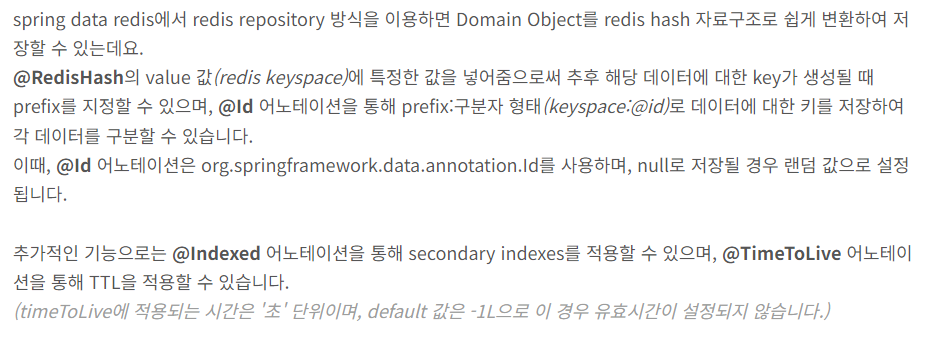 spring data redis에서 redis repository 방식을 이용하면 Domain Object를 redis hash 자료구조로 쉽게 변환하여 저
장할 수 있는데요.
@RedisHash의 value 값(redis keyspace)에 특정한 값을 넣어줌으로써 추후 해당 데이터에 대한 key가 생성될 때
prefix를 지정할 수 있으며, @Id 어노테이션을 통해 prefix:구분자 형태(keyspace:@id)로 데이터에 대한 키를 저장하여
각 데이터를 구분할 수 있습니다.
이때, @Id 어노테이션은 org.springframework.data.annotation.Id를 사용하며, null로 저장될 경우 랜덤 값으로 설정
됩니다.
추가적인 기능으로는 @Indexed 어노테이션을 통해 secondary indexes를 적용할 수 있으며, @TimeToLive 어노테이
션을 통해 TTL을 적용할 수 있습니다.
(timeToLive에 적용되는 시간은 '초' 단위이며, default 값은 -1L으로 이 경우 유효시간이 설정되지 않습니다.)